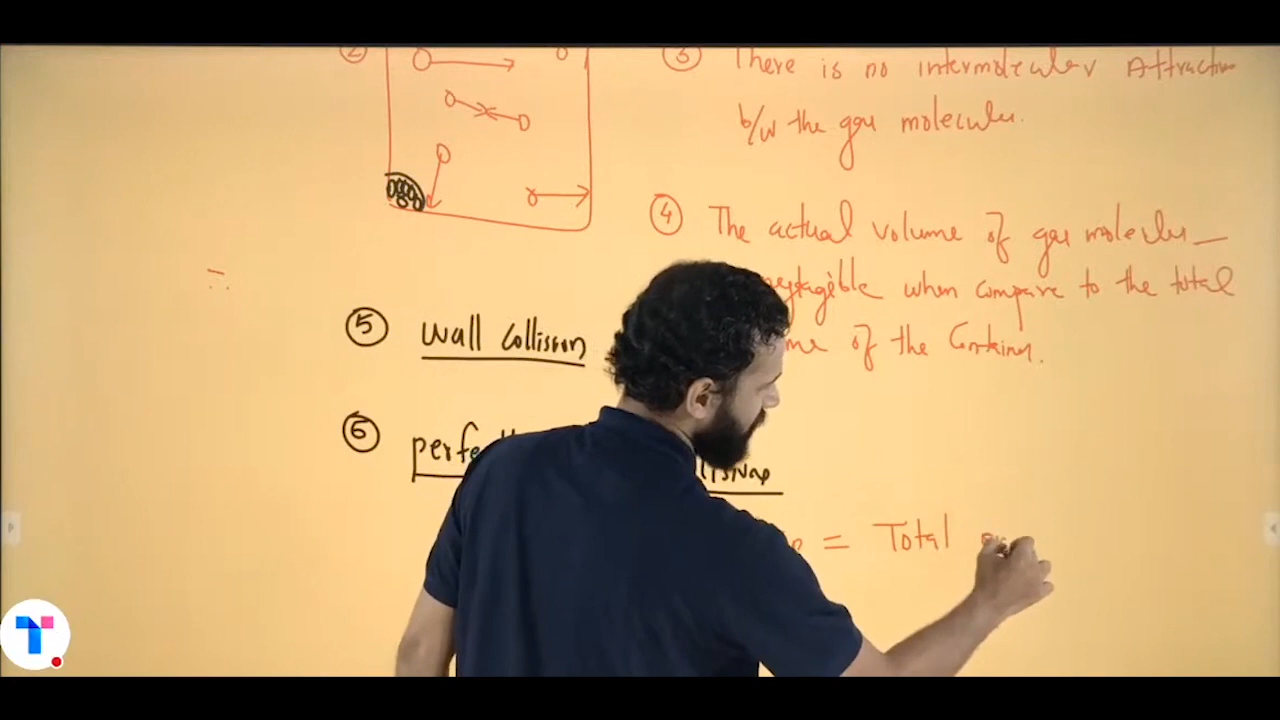 ②
③ There is no intermolecular Attraction
b/w the gas molecules.
④ The actual volume of gas molecules
negligible when compare to the total
of the Container.
⑤ wall Collision
⑥
= Total